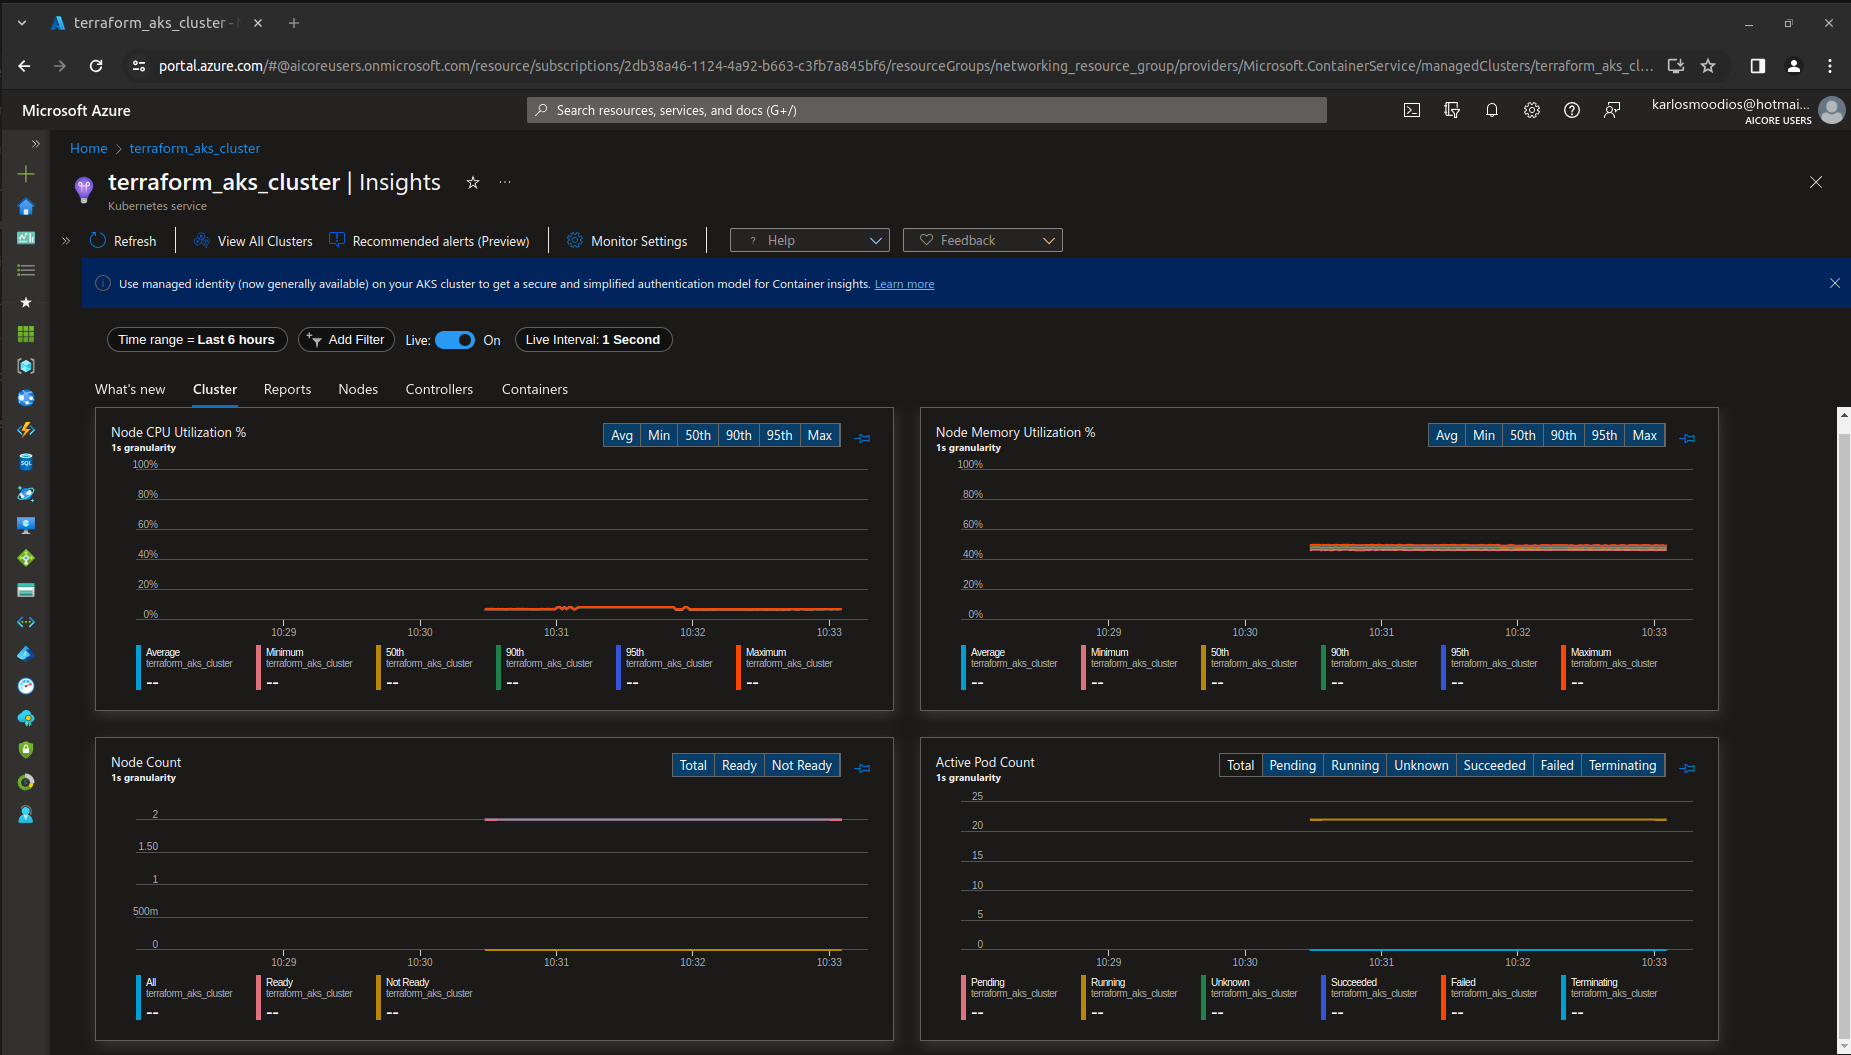 terraform_aks_cluster -
portal.azure.com/#@aicoreusers.onmicrosoft.com/resource/subscriptions/2db38a46-1124-4a92-b663-c3fb7a845bf6/resourceGroups/networking_resource_group/providers/Microsoft.ContainerService/managedClusters/terraform_aks_cl...
Microsoft Azure
Search resources, services, and docs (G+/)
karlosmoodios@hotmai...
AICORE USERS
Home > terraform_aks_cluster
terraform_aks_cluster | Insights
Kubernetes service
Refresh View All Clusters Recommended alerts (Preview) Monitor Settings ? Help Feedback
Use managed identity (now generally available) on your AKS cluster to get a secure and simplified authentication model for Container insights. Learn more
Time range = Last 6 hours Add Filter Live: On Live Interval: 1 Second
What's new Cluster Reports Nodes Controllers Containers
Node CPU Utilization %
1s granularity
Avg Min 50th 90th 95th Max
100%
80%
60%
40%
20%
0%
10:29 10:30 10:31 10:32 10:33
Average Minimum 50th 90th 95th Maximum
terraform_aks_cluster terraform_aks_cluster terraform_aks_cluster terraform_aks_cluster terraform_aks_cluster terraform_aks_cluster
-- -- -- -- -- --
Node Memory Utilization %
1s granularity
Avg Min 50th 90th 95th Max
100%
80%
60%
40%
20%
0%
10:29 10:30 10:31 10:32 10:33
Average Minimum 50th 90th 95th Maximum
terraform_aks_cluster terraform_aks_cluster terraform_aks_cluster terraform_aks_cluster terraform_aks_cluster terraform_aks_cluster
-- -- -- -- -- --
Node Count
1s granularity
Total Ready Not Ready
2
1.50
1
500m
0
10:29 10:30 10:31 10:32 10:33
All Ready Not Ready
terraform_aks_cluster terraform_aks_cluster terraform_aks_cluster
-- -- --
Active Pod Count
1s granularity
Total Pending Running Unknown Succeeded Failed Terminating
25
20
15
10
5
0
10:29 10:30 10:31 10:32 10:33
Pending Running Unknown Succeeded Failed Terminating
terraform_aks_cluster terraform_aks_cluster terraform_aks_cluster terraform_aks_cluster terraform_aks_cluster terraform_aks_cluster
-- -- -- -- -- --